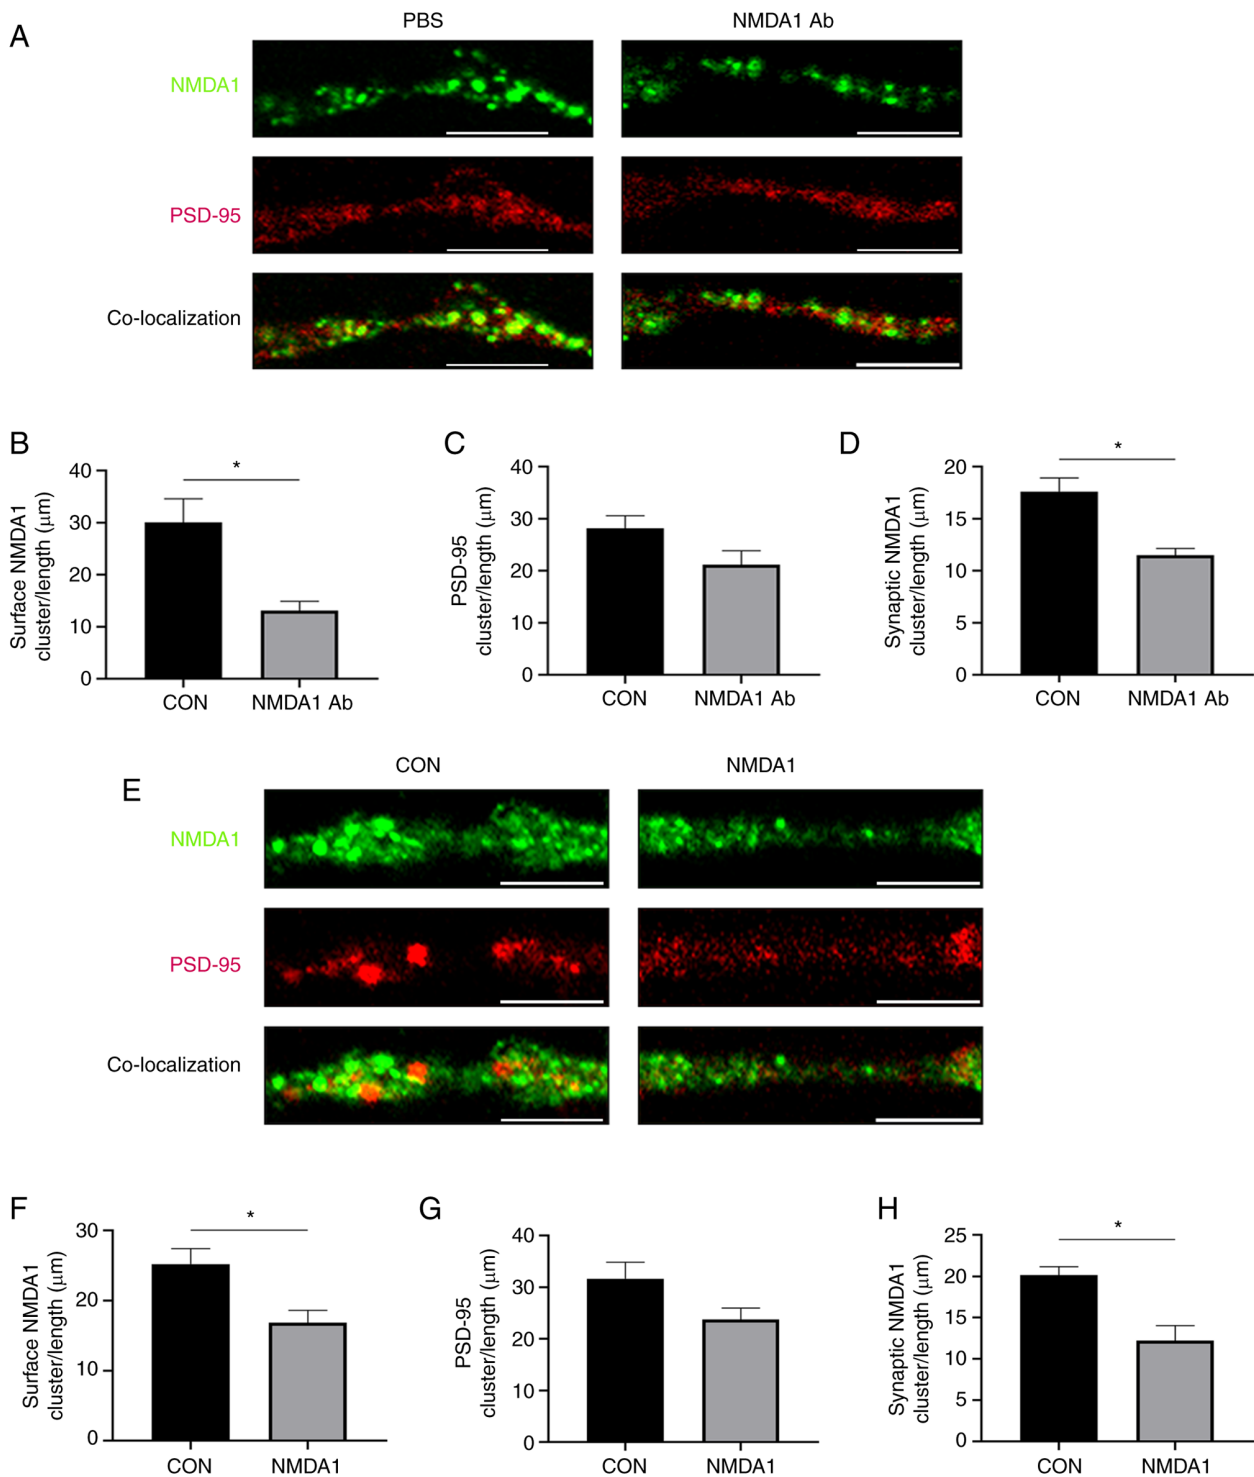 A
PBS
NMDA1 Ab
NMDA1
PSD-95
Co-localization
B
Surface NMDA1
cluster/length (μm)
40
30
20
10
0
*
CON
NMDA1 Ab
C
PSD-95
cluster/length (μm)
40
30
20
10
0
CON
NMDA1 Ab
D
Synaptic NMDA1
cluster/length (μm)
20
15
10
5
0
*
CON
NMDA1 Ab
E
CON
NMDA1
NMDA1
PSD-95
Co-localization
F
Surface NMDA1
cluster/length (μm)
30
20
10
0
*
CON
NMDA1
G
PSD-95
cluster/length (μm)
40
30
20
10
0
CON
NMDA1
H
Synaptic NMDA1
cluster/length (μm)
25
20
15
10
5
0
*
CON
NMDA1